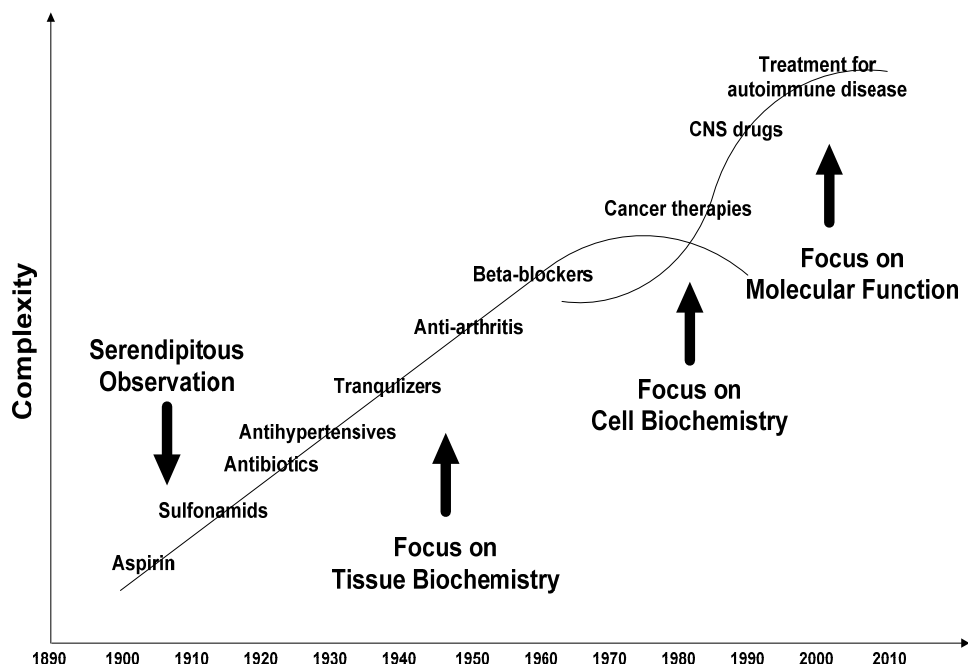 Treatment for
autoimmune disease
CNS drugs
Cancer therapies
Focus on
Molecular Function
Beta-blockers
Anti-arthritis
Serendipitous
Observation
Tranqulizers
Focus on
Cell Biochemistry
Antihypertensives
Antibiotics
Sulfonamids
Focus on
Tissue Biochemistry
Aspirin
Complexity
1890 1900 1910 1920 1930 1940 1950 1960 1970 1980 1990 2000 2010